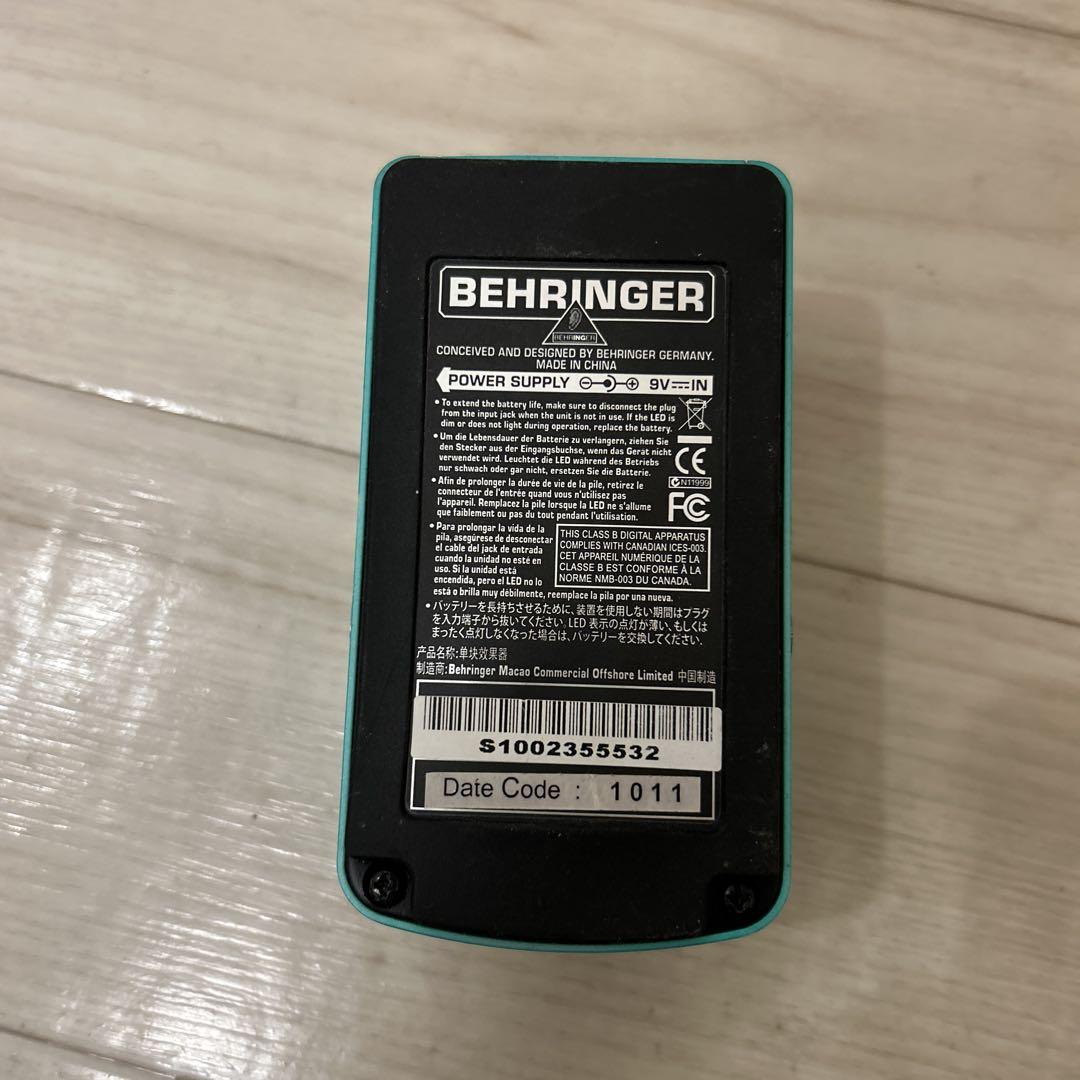 BEHRINGER
BEHRINGER
CONCEIVED AND DESIGNED BY BEHRINGER GERMANY.
MADE IN CHINA
POWER SUPPLY 9V IN
• To extend the battery life, make sure to disconnect the plug
from the input jack when the unit is not in use. If the LED is
dim or does not light during operation, replace the battery.
• Um die Lebensdauer der Batterie zu verlangern, ziehen Sie
den Stecker aus der Eingangsbuchse, wenn das Gerät nicht
verwendet wird. Leuchtet die LED während des Betriebs
nur schwach oder gar nicht, ersetzen Sie die Batterie.
CE
N11999
• Afin de prolonger la durée de vie de la pile, retirez le
connecteur de l'entrée quand vous n'utilisez pas
l'appareil. Remplacez la pile lorsque la LED ne s'allume
que faiblement ou pas du tout pendant l'utilisation.
FC
• Para prolongar la vida de la
pila, asegúrese de desconectar
el cable del jack de entrada
cuando la unidad no esté en
uso. Si la unidad está
encendida, pero el LED no lo
está o brilla muy débilmente, reemplace la pila por una nueva.
THIS CLASS B DIGITAL APPARATUS
COMPLIES WITH CANADIAN ICES-003.
CET APPAREIL NUMÉRIQUE DE LA
CLASSE B EST CONFORME À LA
NORME NMB-003 DU CANADA.
• バッテリーを長持ちさせるために、装置を使用しない期間はプラグ
を入力端子から抜いてください。LED 表示の点灯が薄い、もしくは
まったく点灯しなくなった場合は、バッテリーを交換してください.
产品名称:单块效果器
制造商:Behringer Macao Commercial Offshore Limited 中国制造
S1002355532
Date Code : 1011